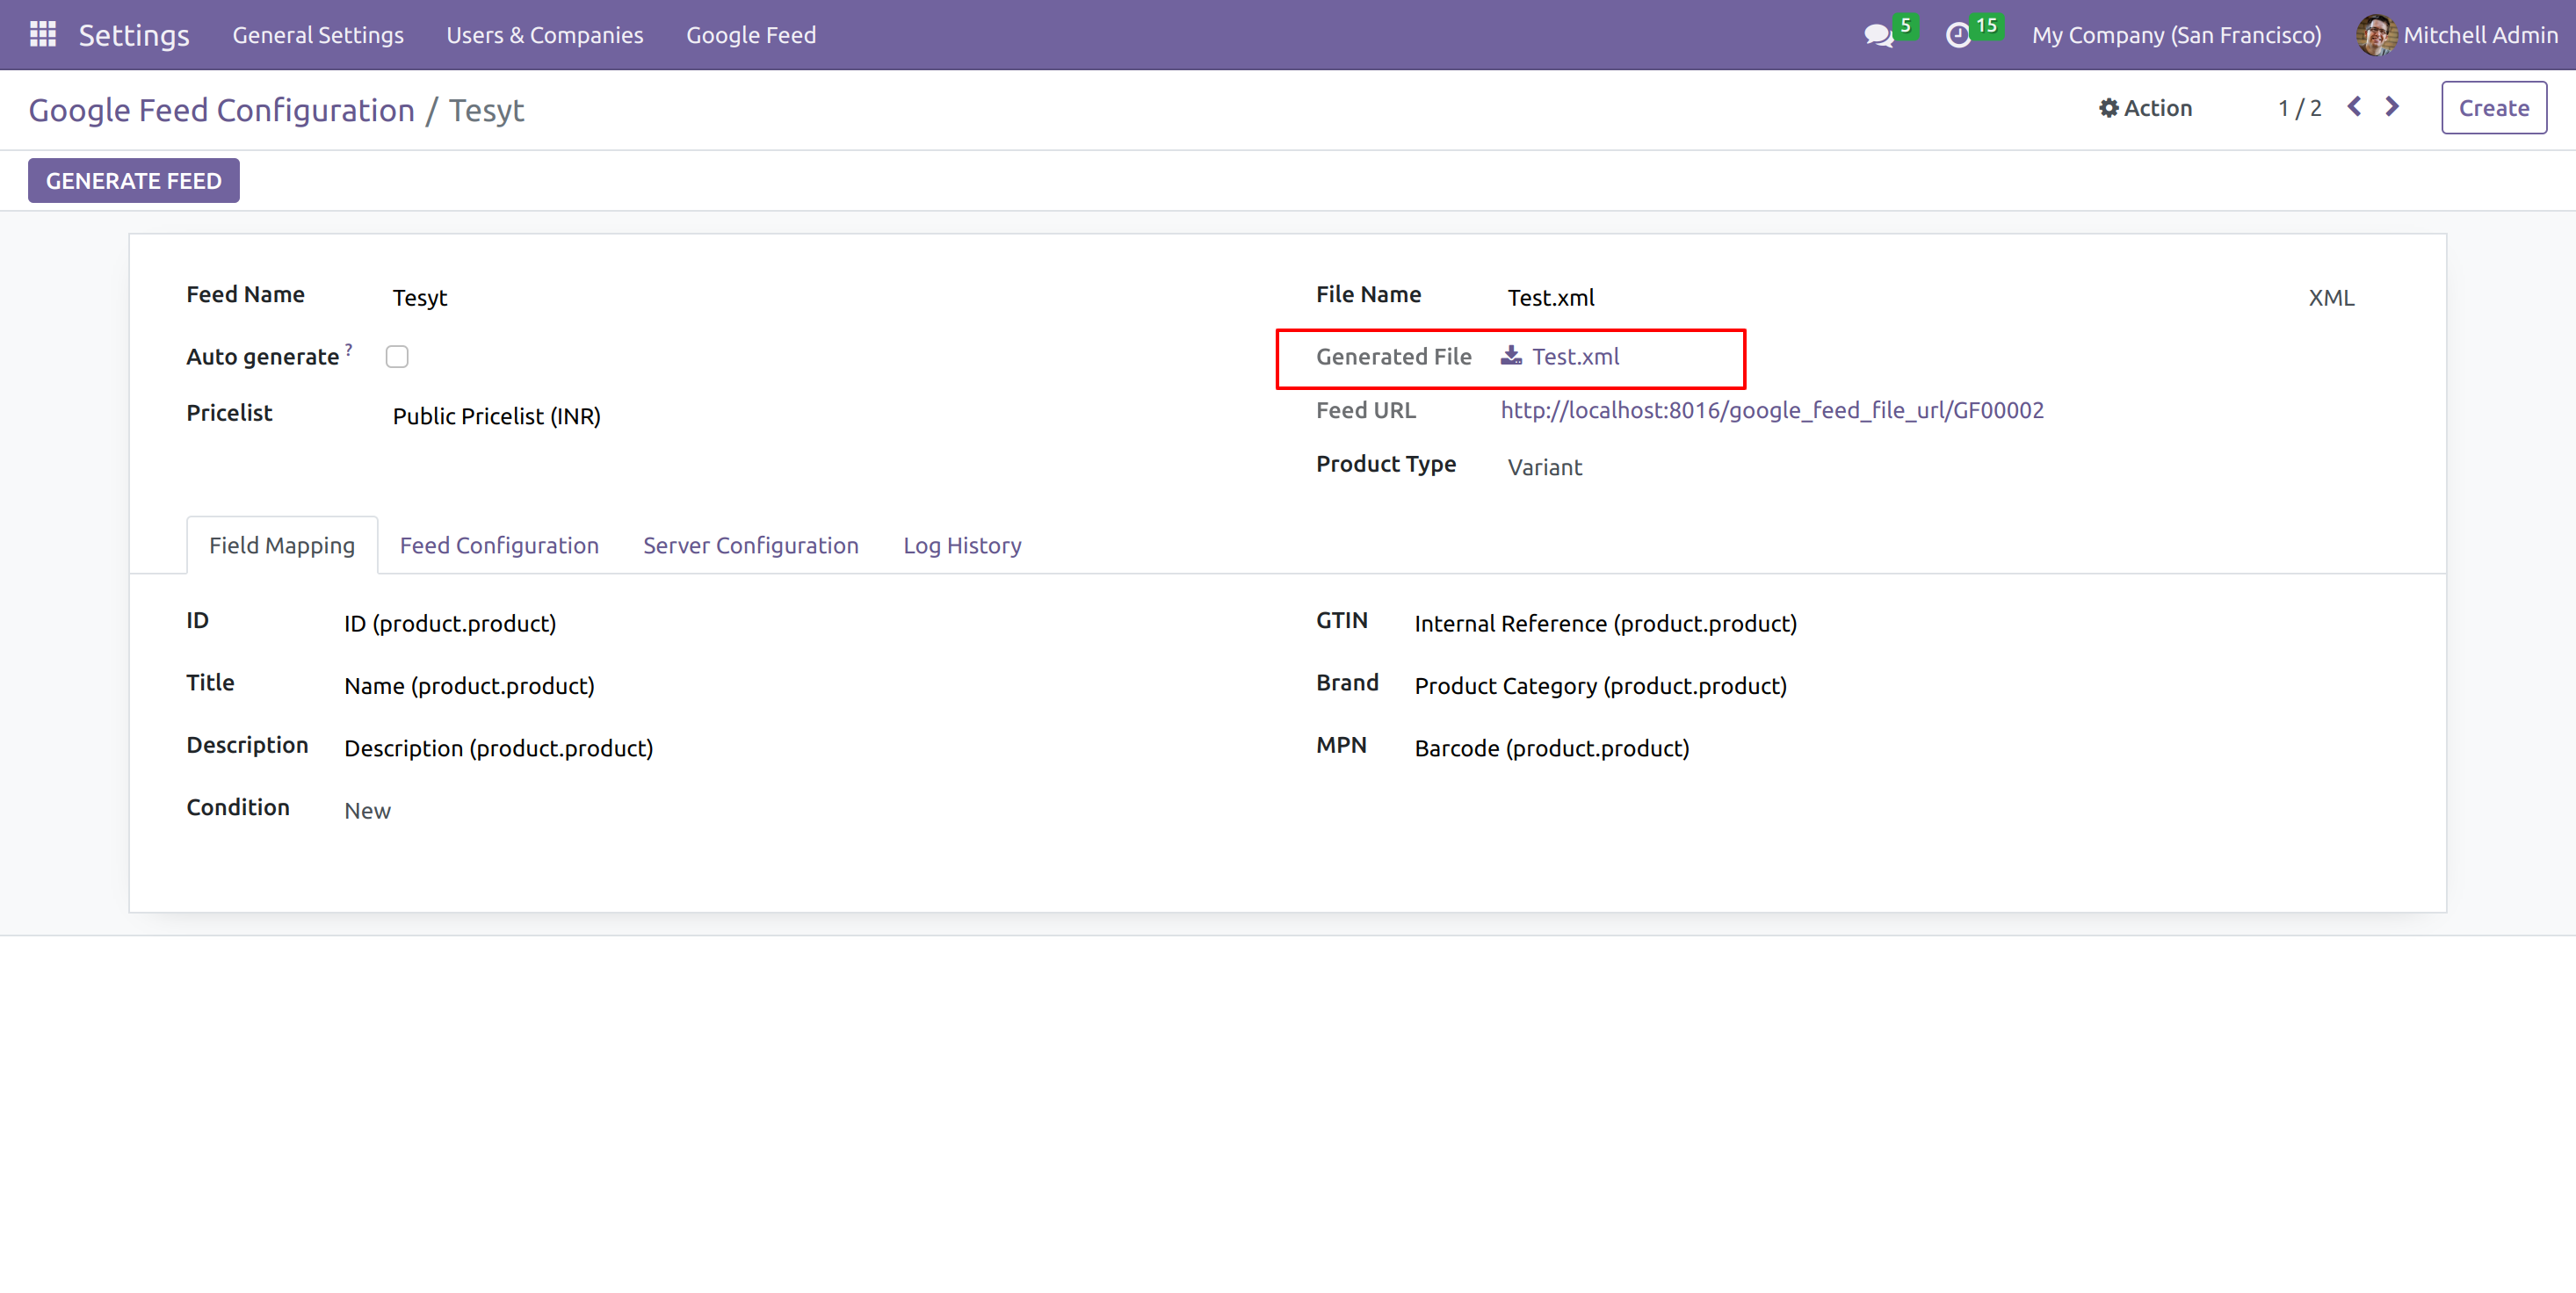 Settings General Settings Users & Companies Google Feed 5 15 My Company (San Francisco) Mitchell Admin
Google Feed Configuration / Tesyt Action 1 / 2 Create
GENERATE FEED
Feed Name Tesyt File Name Test.xml XML
Auto generate ? Generated File Test.xml
Pricelist Public Pricelist (INR) Feed URL http://localhost:8016/google_feed_file_url/GF00002
Product Type Variant
Field Mapping Feed Configuration Server Configuration Log History
ID ID (product.product) GTIN Internal Reference (product.product)
Title Name (product.product) Brand Product Category (product.product)
Description Description (product.product) MPN Barcode (product.product)
Condition New